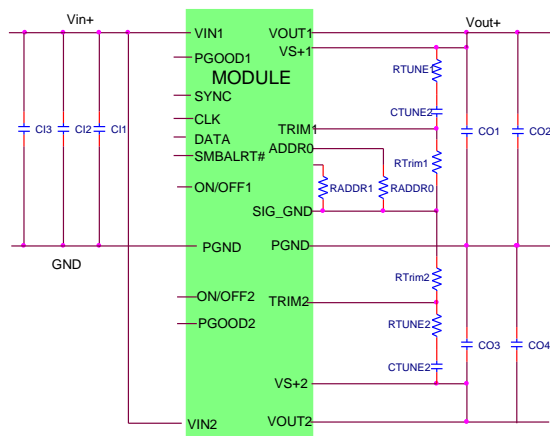 Vin+
Vout+
VIN1
VOUT1
VS+1
PGOOD1
MODULE
RTUNE1
SYNC
CTUNE2
CLK
TRIM1
CI3
CI2
CI1
CO1
CO2
DATA
ADDR0
SMBALRT#
RTrim1
ON/OFF1
RADDR1
RADDR0
SIG_GND
PGND
PGND
GND
RTrim2
ON/OFF2
TRIM2
PGOOD2
RTUNE2
CO3
CO4
CTUNE2
VS+2
VIN2
VOUT2